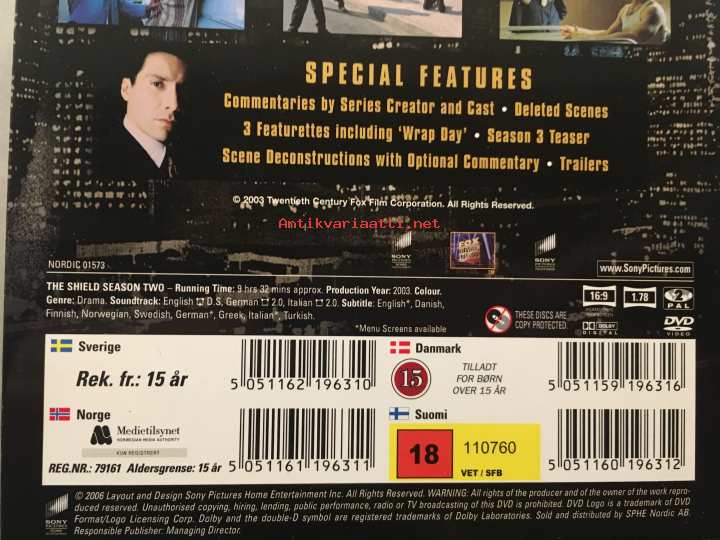 SPECIAL FEATURES
Commentaries by Series Creator and Cast • Deleted Scenes
3 Featurettes including 'Wrap Day' • Season 3 Teaser
Scene Deconstructions with Optional Commentary • Trailers
© 2003 Twentieth Century Fox Film Corporation. All Rights Reserved.
Antikvariaatti.net
SONY
FOX
SONY
NORDIC 01573
www.SonyPictures.com
THE SHIELD SEASON TWO – Running Time: 9 hrs 32 mins approx. Production Year: 2003. Colour.
Genre: Drama. Soundtrack: English D.S, German 2.0, Italian 2.0. Subtitle: English*, Danish,
Finnish, Norwegian, Swedish, German*, Greek, Italian*, Turkish.
*Menu Screens available
THESE DISCS ARE
COPY PROTECTED.
16:9
1.78
2
PAL
DOLBY
DIGITAL
DVD
VIDEO
Sverige
Rek. fr.: 15 år
5 051162 196310
Danmark
15
TILLADT
FOR BØRN
OVER 15 ÅR
5 051159 196316
Norge
Medietilsynet
NORWEGIAN MEDIA AUTHORITY
KUN REGISTRERT
REG.NR.: 79161 Aldersgrense: 15 år
5 051161 196311
Suomi
18
110760
VET / SFB
5 051160 196312
SONY
© 2006 Layout and Design Sony Pictures Home Entertainment Inc. All Rights Reserved. WARNING: All rights of the producer and of the owner of the work repro-
duced reserved. Unauthorised copying, hiring, lending, public performance, radio or TV broadcasting of this DVD is prohibited. DVD Logo is a trademark of DVD
Format/Logo Licensing Corp. Dolby and the double-D symbol are registered trademarks of Dolby Laboratories. Sold and distributed by SPHE Nordic AB.
Responsible Publisher: Managing Director.